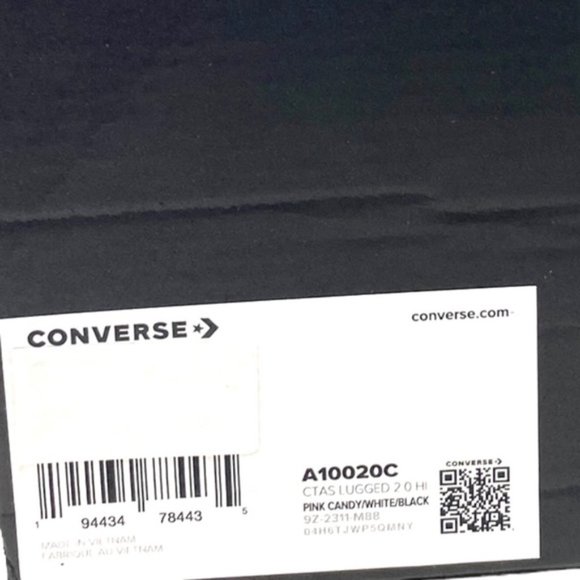 CONVERSE
converse.com
A10020C
CTAS LUGGED 2.0 HI
PINK CANDY/WHITE/BLACK
9Z-2311-M88
04H6TJWP5QMNY
CONVERSE
1 94434 78443 5
MADE IN VIETNAM
FABRIQUÉ AU VIETNAM